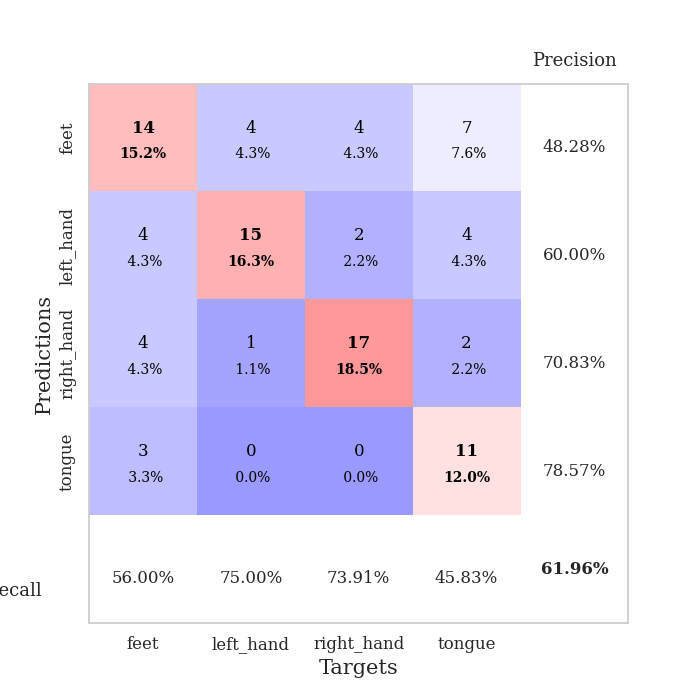 Precision
feet
14 4 4 7 48.28%
15.2% 4.3% 4.3% 7.6%
left_hand
4 15 2 4 60.00%
4.3% 16.3% 2.2% 4.3%
Predictions
right_hand
4 1 17 2 70.83%
4.3% 1.1% 18.5% 2.2%
tongue
3 0 0 11 78.57%
3.3% 0.0% 0.0% 12.0%
ecall 56.00% 75.00% 73.91% 45.83% 61.96%
feet left_hand right_hand tongue
Targets